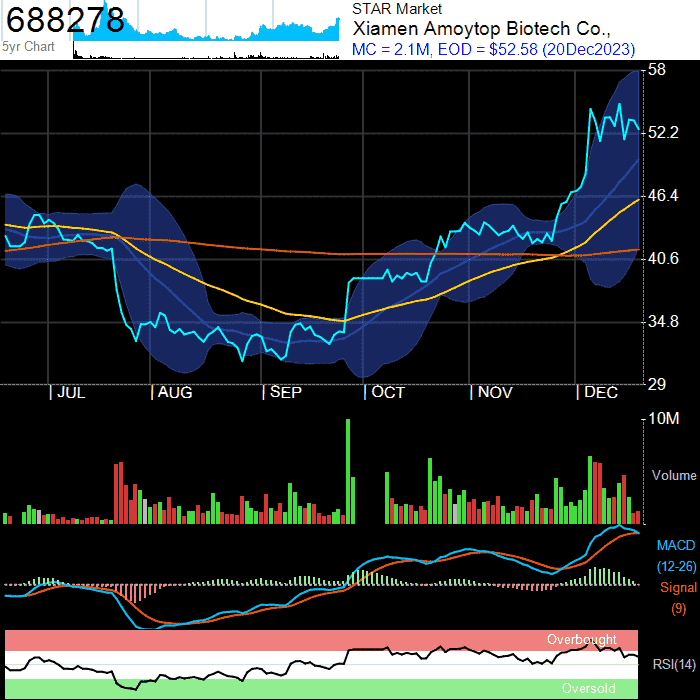 688278
5yr Chart
STAR Market
Xiamen Amoytop Biotech Co.,
MC = 2.1M, EOD = $52.58 (20Dec2023)
58
52.2
46.4
40.6
34.8
29
| JUL | AUG | SEP | OCT | NOV | DEC
10M
Volume
MACD
(12-26)
Signal
(9)
Overbought
RSI(14)
Oversold